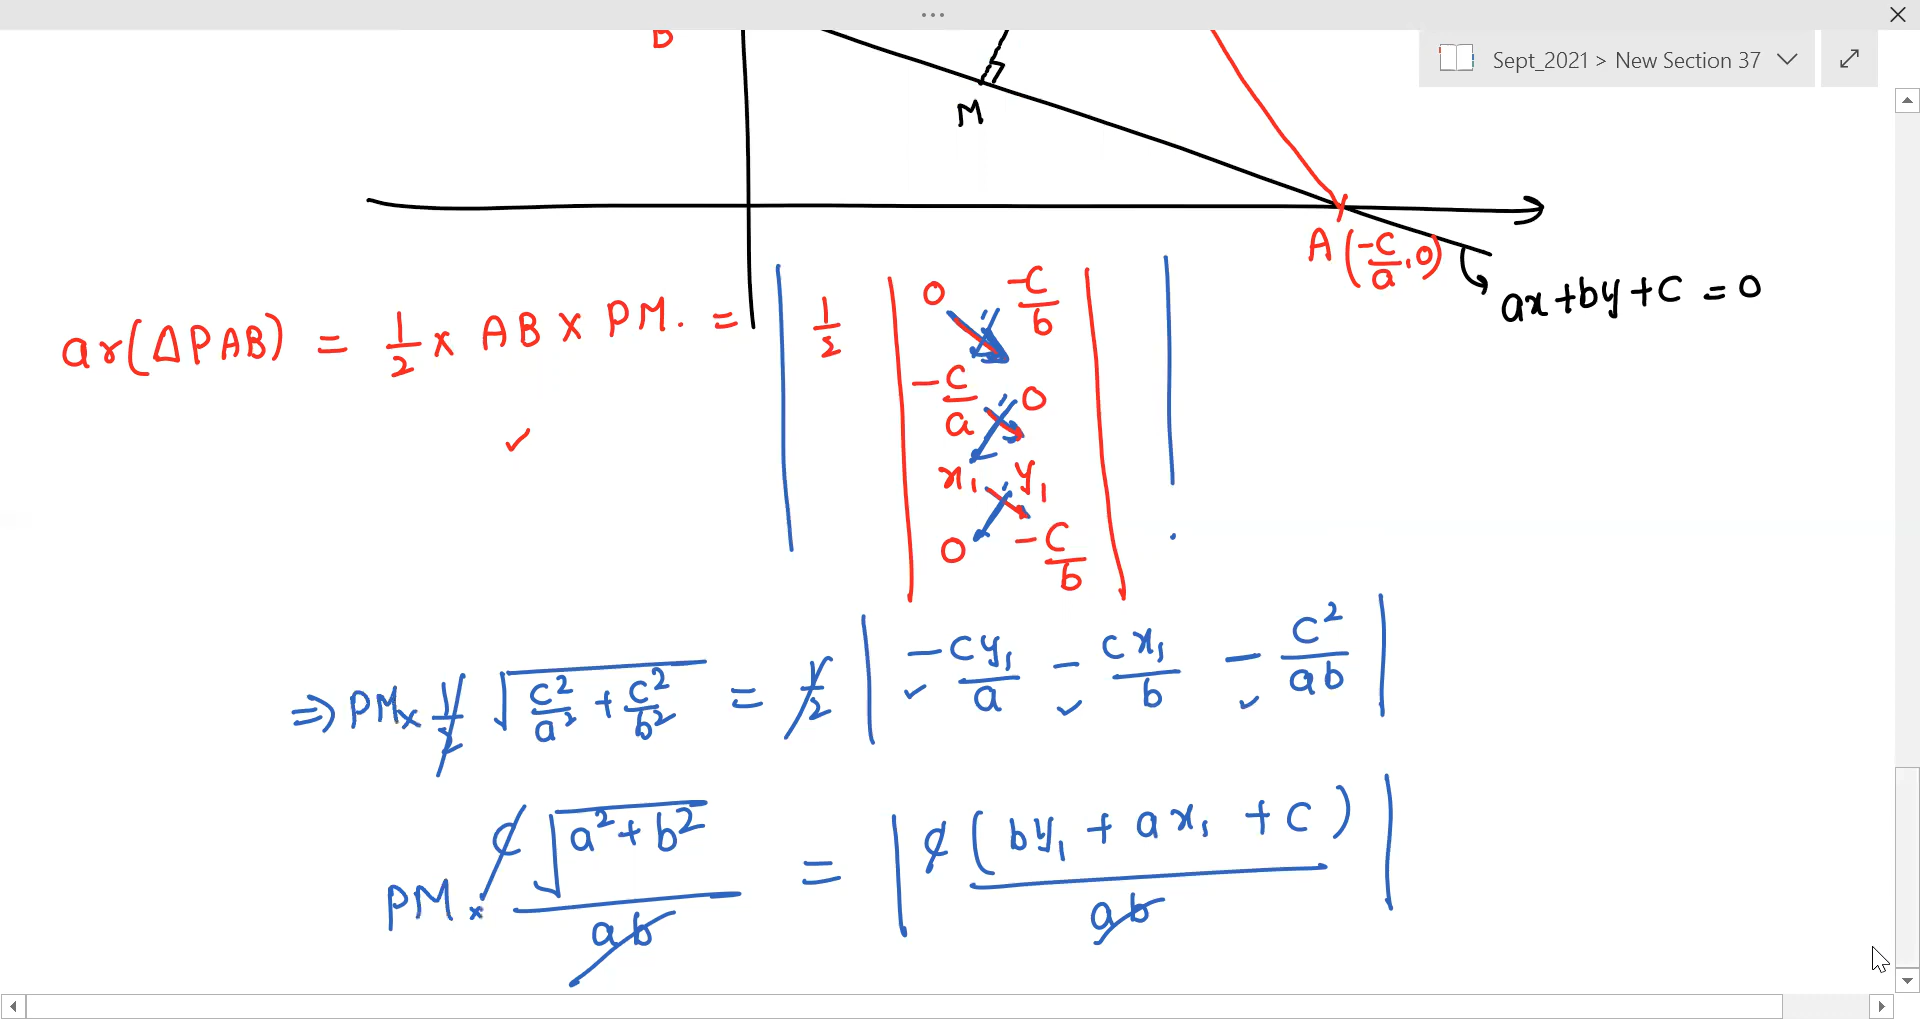 B
Sept_2021 > New Section 37
M
A (-c/a, 0)
ax + by + c = 0
ar(ΔPAB) = 1/2 × AB × PM. = | 1/2 | 0 -c/b
-c/a 0
x₁ y₁
0 -c/b | |
⇒ PM × 1/2 √(c²/a² + c²/b²) = 1/2 | -cy₁/a - cx₁/b - c²/ab |
PM × c√(a² + b²)/ab = | c(by₁ + ax₁ + c)/ab |